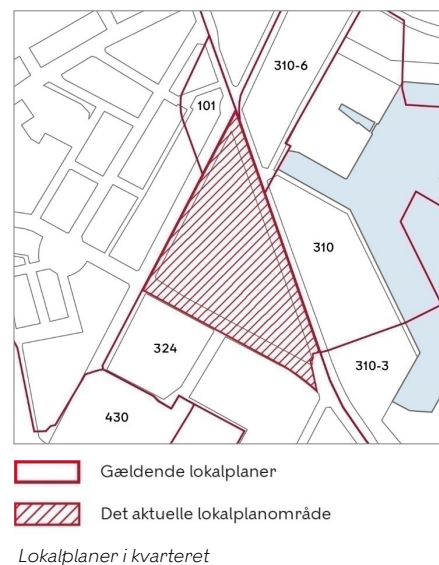 310-6
101
310
324
310-3
430
Gældende lokalplaner
Det aktuelle lokalplanområde
Lokalplaner i kvarteret